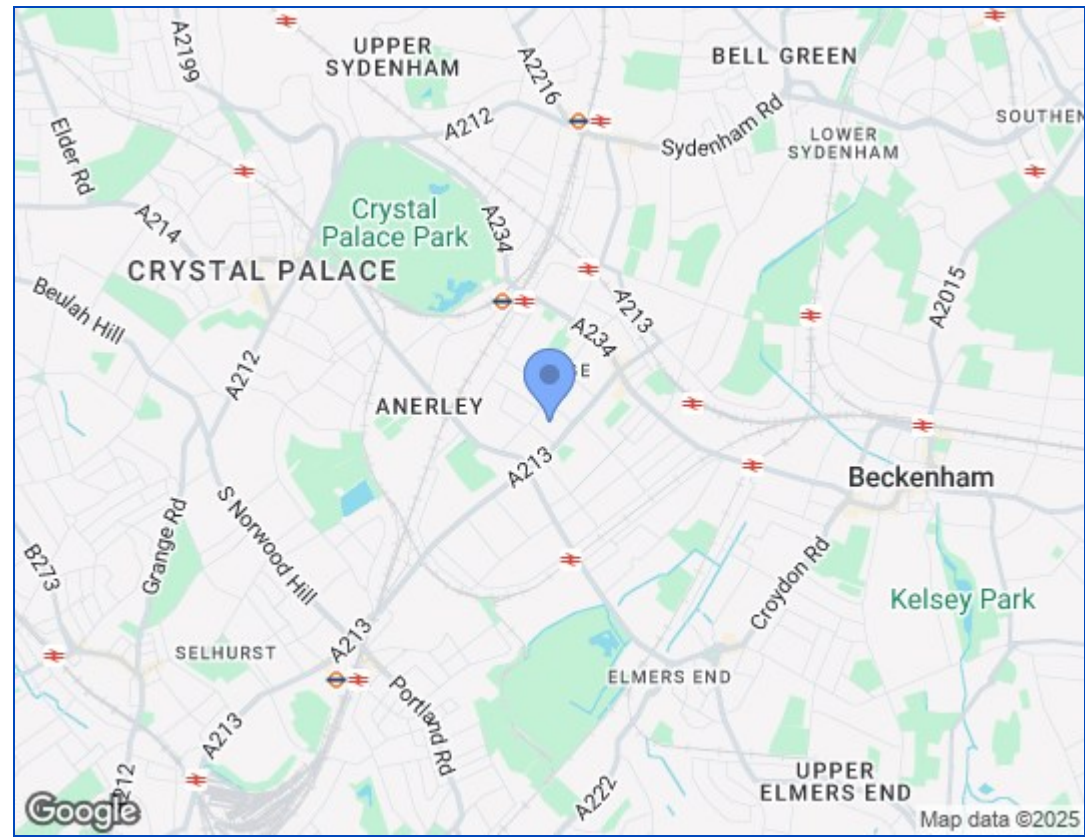 A2199
UPPER
SYDENHAM
A2216
BELL GREEN
SOUTHEN
Elder Rd
A212
Sydenham Rd
LOWER
SYDENHAM
A214
Crystal
Palace Park
A234
CRYSTAL PALACE
Beulah Hill
A213
A2015
A234
A212
GE
ANERLEY
A213
Beckenham
S Norwood Hill
Grange Rd
B273
Croydon Rd
Kelsey Park
SELHURST
A213
ELMERS END
Portland Rd
A213
A212
A222
UPPER
ELMERS END
Google
Map data ©2025